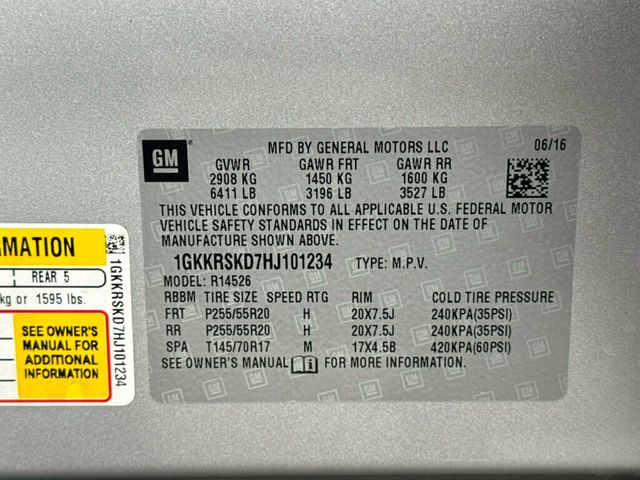 GM
MFD BY GENERAL MOTORS LLC 06/16
GVWR GAWR FRT GAWR RR
2908 KG 1450 KG 1600 KG
6411 LB 3196 LB 3527 LB
THIS VEHICLE CONFORMS TO ALL APPLICABLE U.S. FEDERAL MOTOR
VEHICLE SAFETY STANDARDS IN EFFECT ON THE DATE OF
MANUFACTURE SHOWN ABOVE.
1GKKRSKD7HJ101234 TYPE: M.P.V.
MODEL: R14526
RBBM TIRE SIZE SPEED RTG RIM COLD TIRE PRESSURE
FRT P255/55R20 H 20X7.5J 240KPA(35PSI)
RR P255/55R20 H 20X7.5J 240KPA(35PSI)
SPA T145/70R17 M 17X4.5B 420KPA(60PSI)
SEE OWNER'S MANUAL FOR MORE INFORMATION.
REAR 5
kg or 1595 lbs.
SEE OWNER'S
MANUAL FOR
ADDITIONAL
INFORMATION
1GKKRSKD7HJ101234